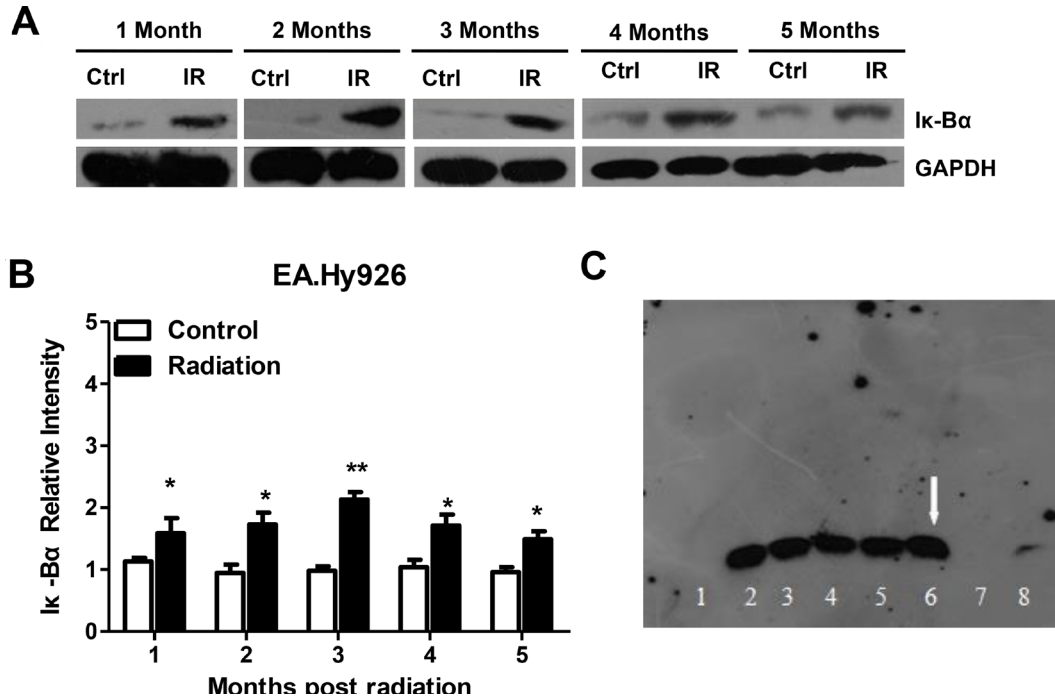 A
1 Month 2 Months 3 Months 4 Months 5 Months
Ctrl IR Ctrl IR Ctrl IR Ctrl IR Ctrl IR
Iκ-Bα
GAPDH
B
EA.Hy926
Control
Radiation
Iκ -Bα Relative Intensity
5
4
3
2
1
0
* * ** * *
1 2 3 4 5
Months post radiation
C
1 2 3 4 5 6 7 8